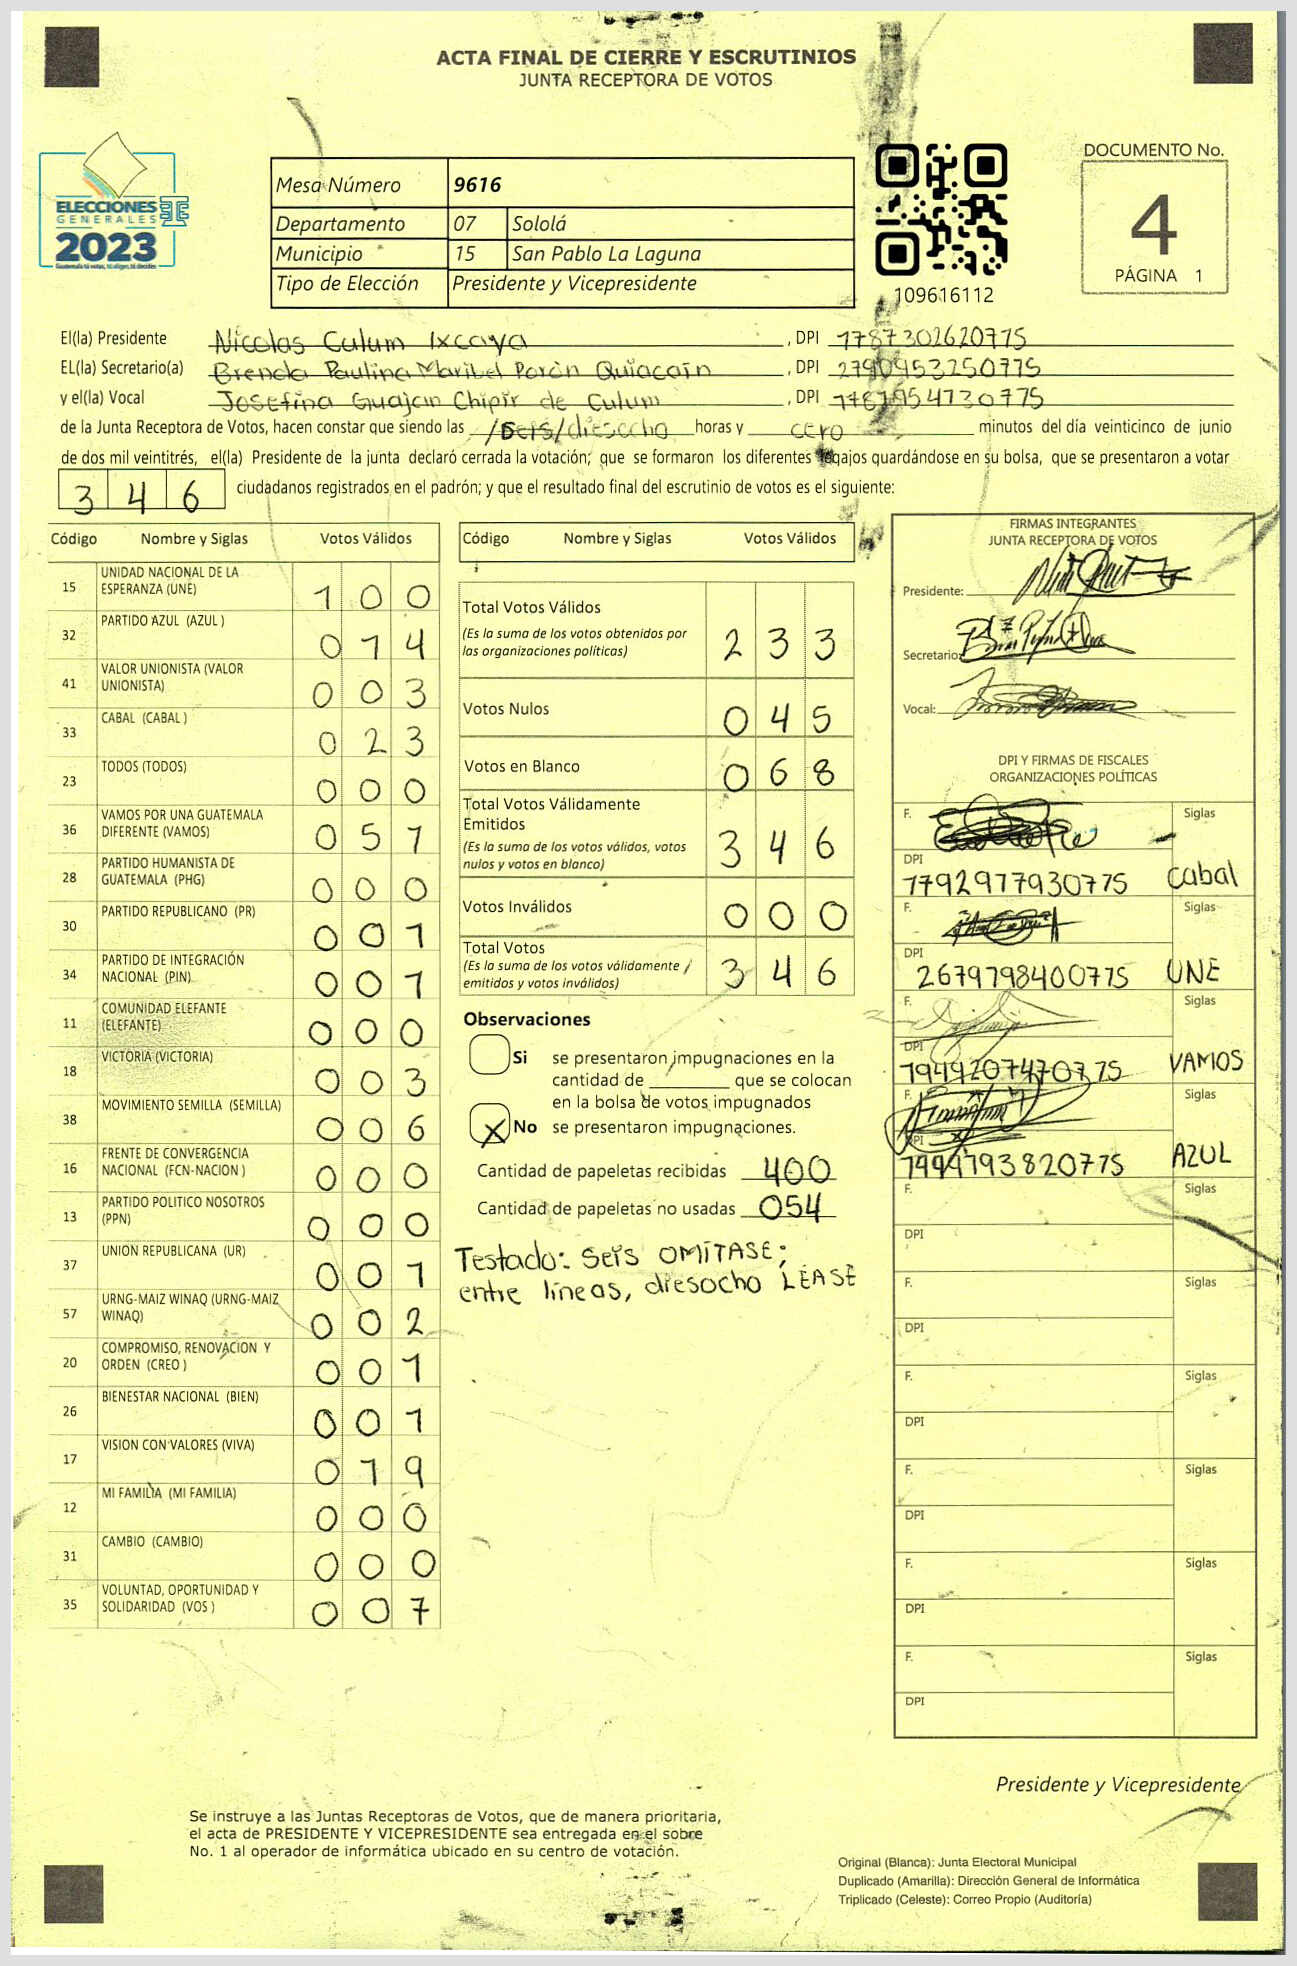 ACTA FINAL DE CIERRE Y ESCRUTINIOS
JUNTA RECEPTORA DE VOTOS
ELECCIONES
GENERALES
2023
Guatemala tú votas, tú eliges, tú decides
Mesa Número 9616
Departamento 07 Sololá
Municipio 15 San Pablo La Laguna
Tipo de Elección Presidente y Vicepresidente
109616112
DOCUMENTO No.
4
PÁGINA 1
El(la) Presidente Nicolas Culum Ixcaya , DPI 1787302620775
EL(la) Secretario(a) Brenda Paulina Maribel Porón Quiacaín , DPI 2790953250775
y el(la) Vocal Josefina Guajan Chipir de Culum , DPI 1787954730775
de la Junta Receptora de Votos, hacen constar que siendo las /seis/diesocho horas y cero minutos del día veinticinco de junio
de dos mil veintitrés, el(la) Presidente de la junta declaró cerrada la votación; que se formaron los diferentes legajos quardándose en su bolsa, que se presentaron a votar
3 4 6 ciudadanos registrados en el padrón; y que el resultado final del escrutinio de votos es el siguiente:
Código Nombre y Siglas Votos Válidos
15 UNIDAD NACIONAL DE LA
ESPERANZA (UNE) 1 0 0
32 PARTIDO AZUL (AZUL ) 0 1 4
41 VALOR UNIONISTA (VALOR
UNIONISTA) 0 0 3
33 CABAL (CABAL ) 0 2 3
23 TODOS (TODOS) 0 0 0
36 VAMOS POR UNA GUATEMALA
DIFERENTE (VAMOS) 0 5 1
28 PARTIDO HUMANISTA DE
GUATEMALA (PHG) 0 0 0
30 PARTIDO REPUBLICANO (PR) 0 0 1
34 PARTIDO DE INTEGRACIÓN
NACIONAL (PIN) 0 0 1
11 COMUNIDAD ELEFANTE
(ELEFANTE) 0 0 0
18 VICTORIA (VICTORIA) 0 0 3
38 MOVIMIENTO SEMILLA (SEMILLA) 0 0 6
16 FRENTE DE CONVERGENCIA
NACIONAL (FCN-NACION ) 0 0 0
13 PARTIDO POLITICO NOSOTROS
(PPN) 0 0 0
37 UNION REPUBLICANA (UR) 0 0 1
57 URNG-MAIZ WINAQ (URNG-MAIZ
WINAQ) 0 0 2
20 COMPROMISO, RENOVACION Y
ORDEN (CREO ) 0 0 1
26 BIENESTAR NACIONAL (BIEN) 0 0 1
17 VISION CON VALORES (VIVA) 0 1 9
12 MI FAMILIA (MI FAMILIA) 0 0 0
31 CAMBIO (CAMBIO) 0 0 0
35 VOLUNTAD, OPORTUNIDAD Y
SOLIDARIDAD (VOS ) 0 0 7
Código Nombre y Siglas Votos Válidos
Total Votos Válidos
(Es la suma de los votos obtenidos por
las organizaciones políticas) 2 3 3
Votos Nulos 0 4 5
Votos en Blanco 0 6 8
Total Votos Válidamente
Emitidos
(Es la suma de los votos válidos, votos
nulos y votos en blanco) 3 4 6
Votos Inválidos 0 0 0
Total Votos
(Es la suma de los votos válidamente
emitidos y votos inválidos) 3 4 6
Observaciones
Si se presentaron impugnaciones en la
cantidad de ________ que se colocan
en la bolsa de votos impugnados
X No se presentaron impugnaciones.
Cantidad de papeletas recibidas 400
Cantidad de papeletas no usadas 054
Testado: Seis OMÍTASE;
entre líneas, diesocho LÉASE
FIRMAS INTEGRANTES
JUNTA RECEPTORA DE VOTOS
Presidente:
Secretario:
Vocal:
DPI Y FIRMAS DE FISCALES
ORGANIZACIONES POLÍTICAS
F. Siglas
DPI
1792977930775 Cabal
F. Siglas
DPI
2679798400775 UNE
F. Siglas
DPI
1949207470775 VAMOS
F. Siglas
DPI
1994793820775 AZUL
F. Siglas
DPI
F. Siglas
DPI
F. Siglas
DPI
F. Siglas
DPI
F. Siglas
DPI
F. Siglas
DPI
Presidente y Vicepresidente
Se instruye a las Juntas Receptoras de Votos, que de manera prioritaria,
el acta de PRESIDENTE Y VICEPRESIDENTE sea entregada en el sobre
No. 1 al operador de informática ubicado en su centro de votación.
Original (Blanca): Junta Electoral Municipal
Duplicado (Amarilla): Dirección General de Informática
Triplicado (Celeste): Correo Propio (Auditoría)